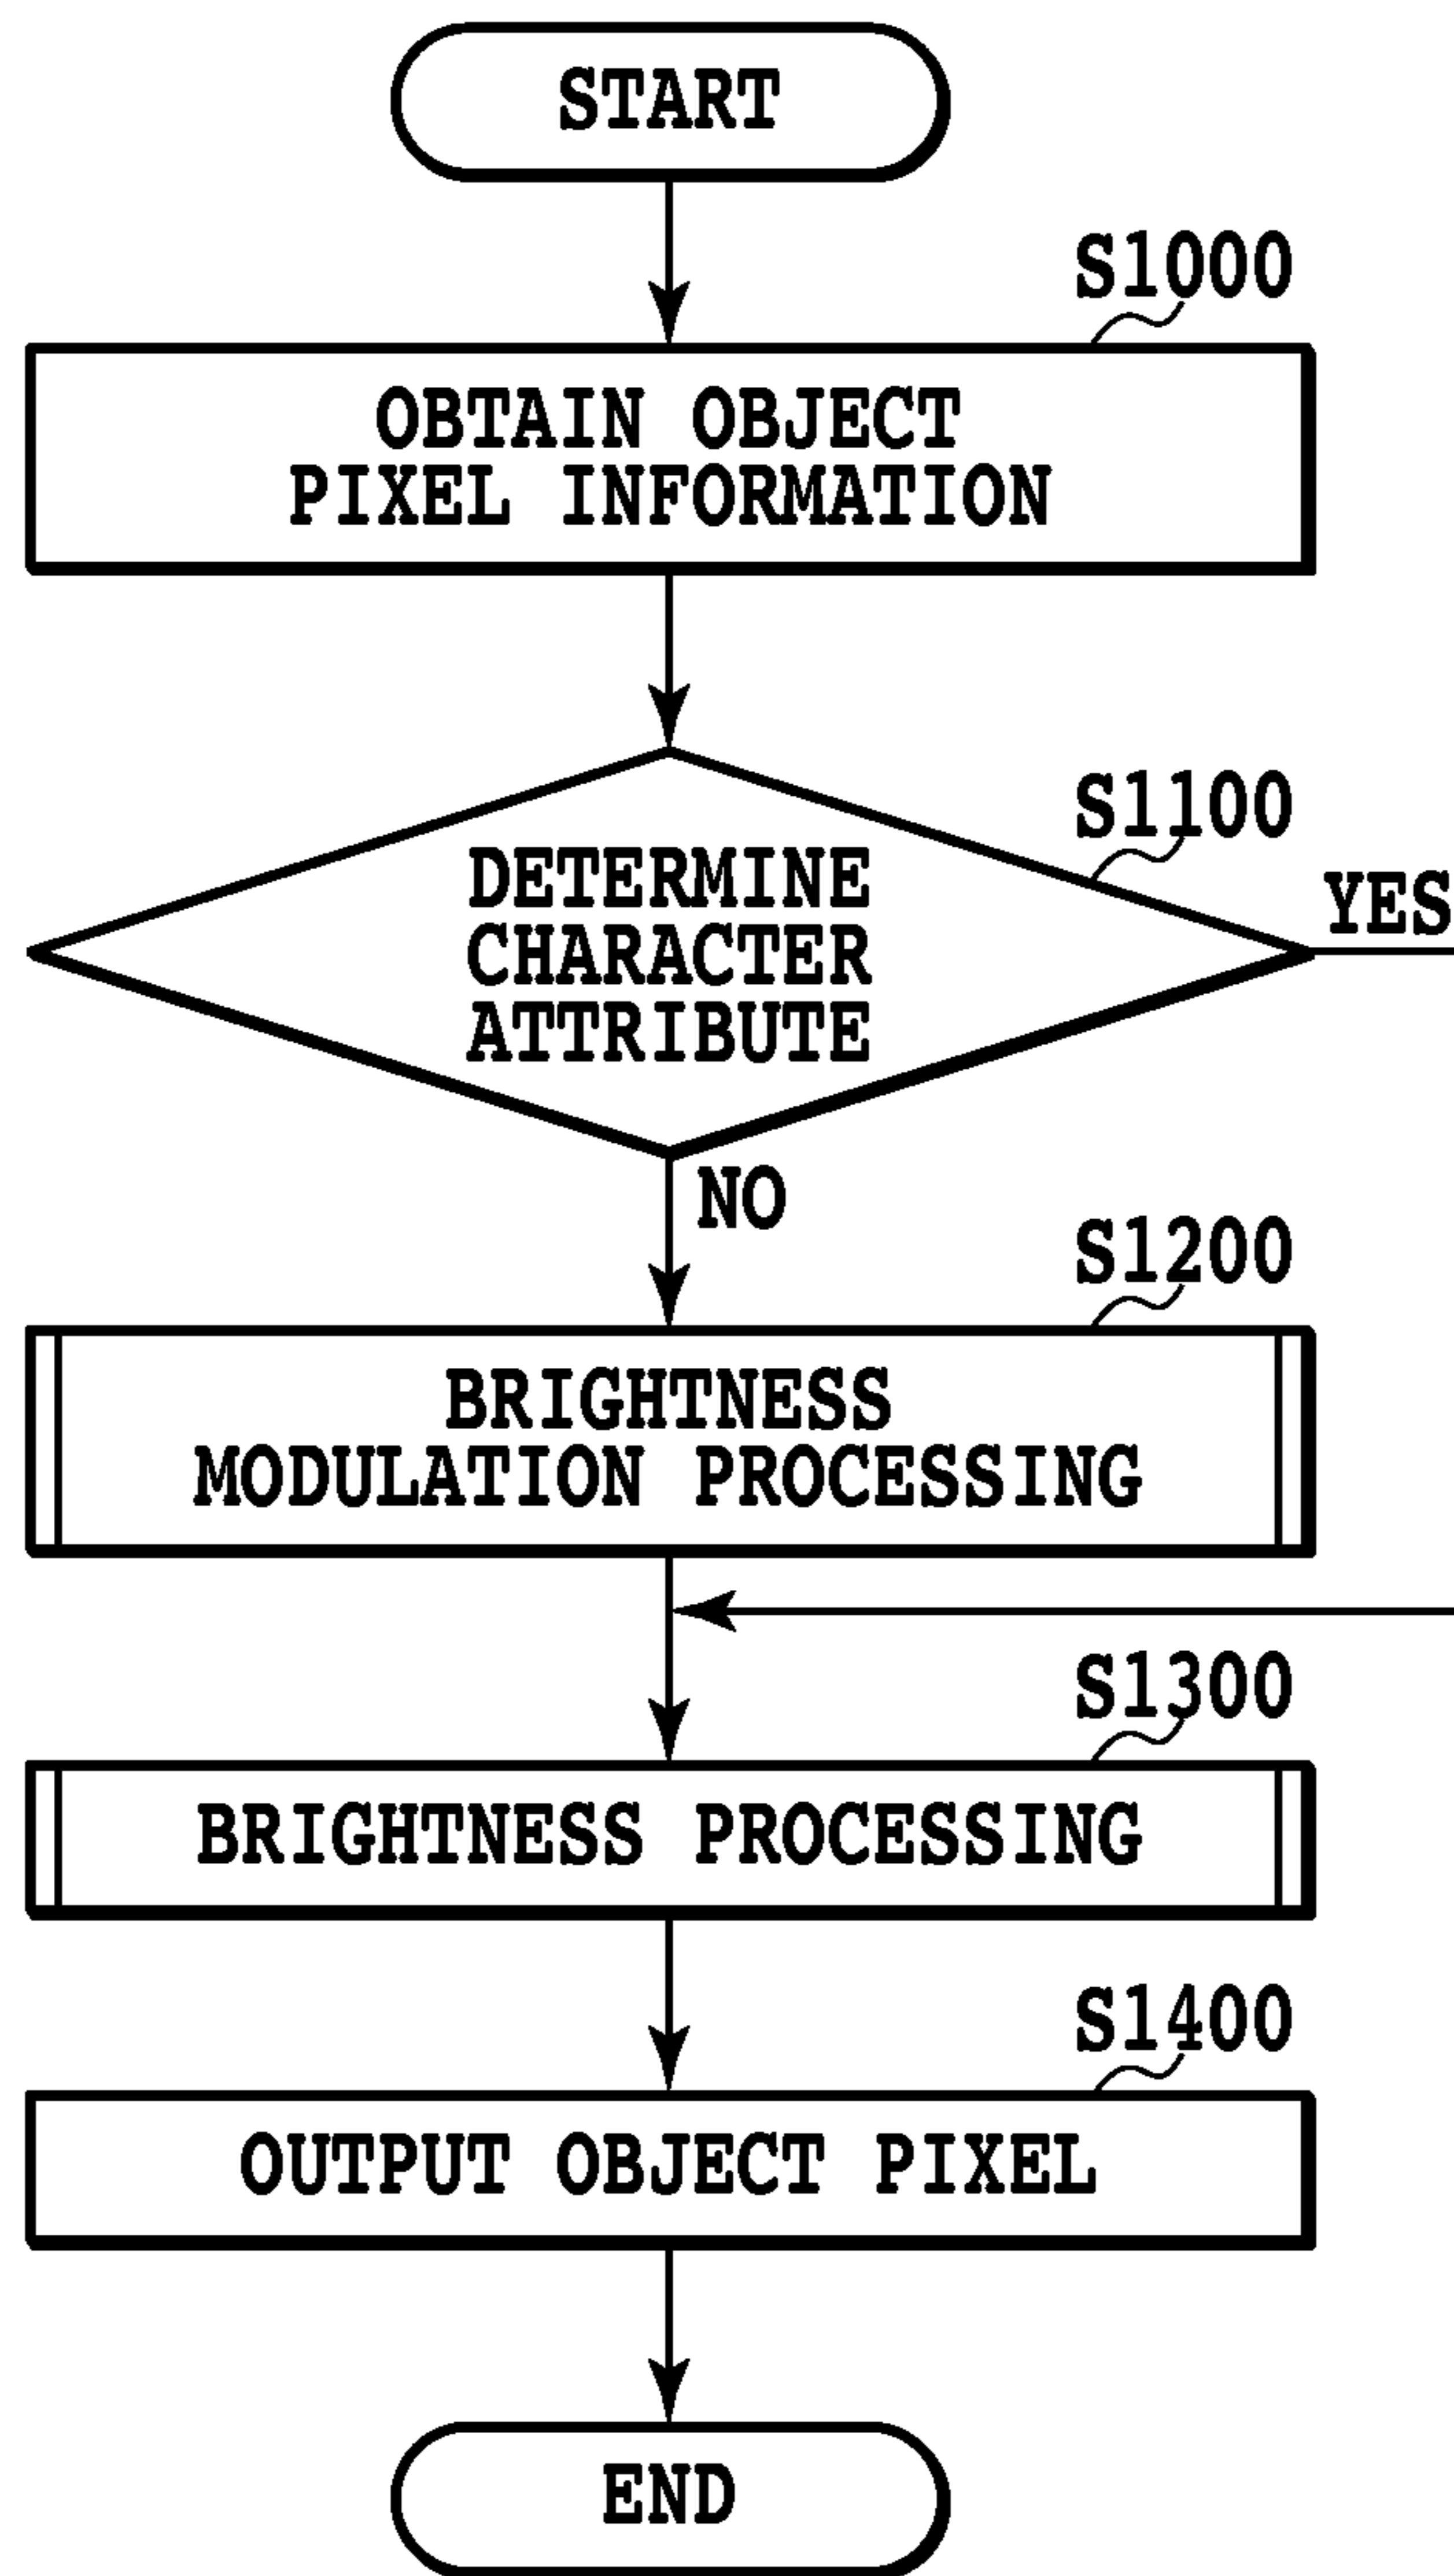 START
S1000
OBTAIN OBJECT
PIXEL INFORMATION
S1100
YES
DETERMINE
CHARACTER
ATTRIBUTE
NO
S1200
BRIGHTNESS
MODULATION PROCESSING
S1300
BRIGHTNESS PROCESSING
S1400
OUTPUT OBJECT PIXEL
END